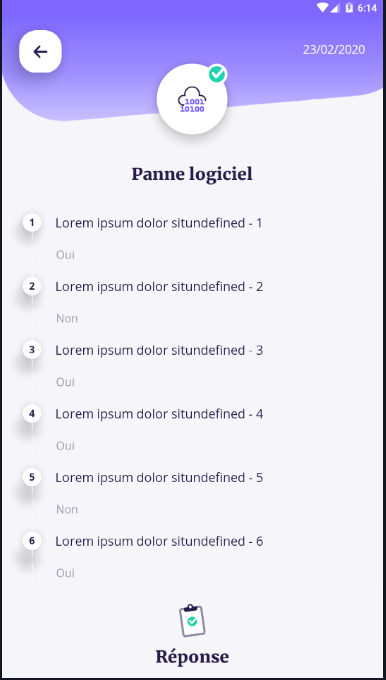 6:14
23/02/2020
1001
10100
Panne logiciel
1 Lorem ipsum dolor situndefined - 1
Oui
2 Lorem ipsum dolor situndefined - 2
Non
3 Lorem ipsum dolor situndefined - 3
Oui
4 Lorem ipsum dolor situndefined - 4
Oui
5 Lorem ipsum dolor situndefined - 5
Non
6 Lorem ipsum dolor situndefined - 6
Oui
Réponse